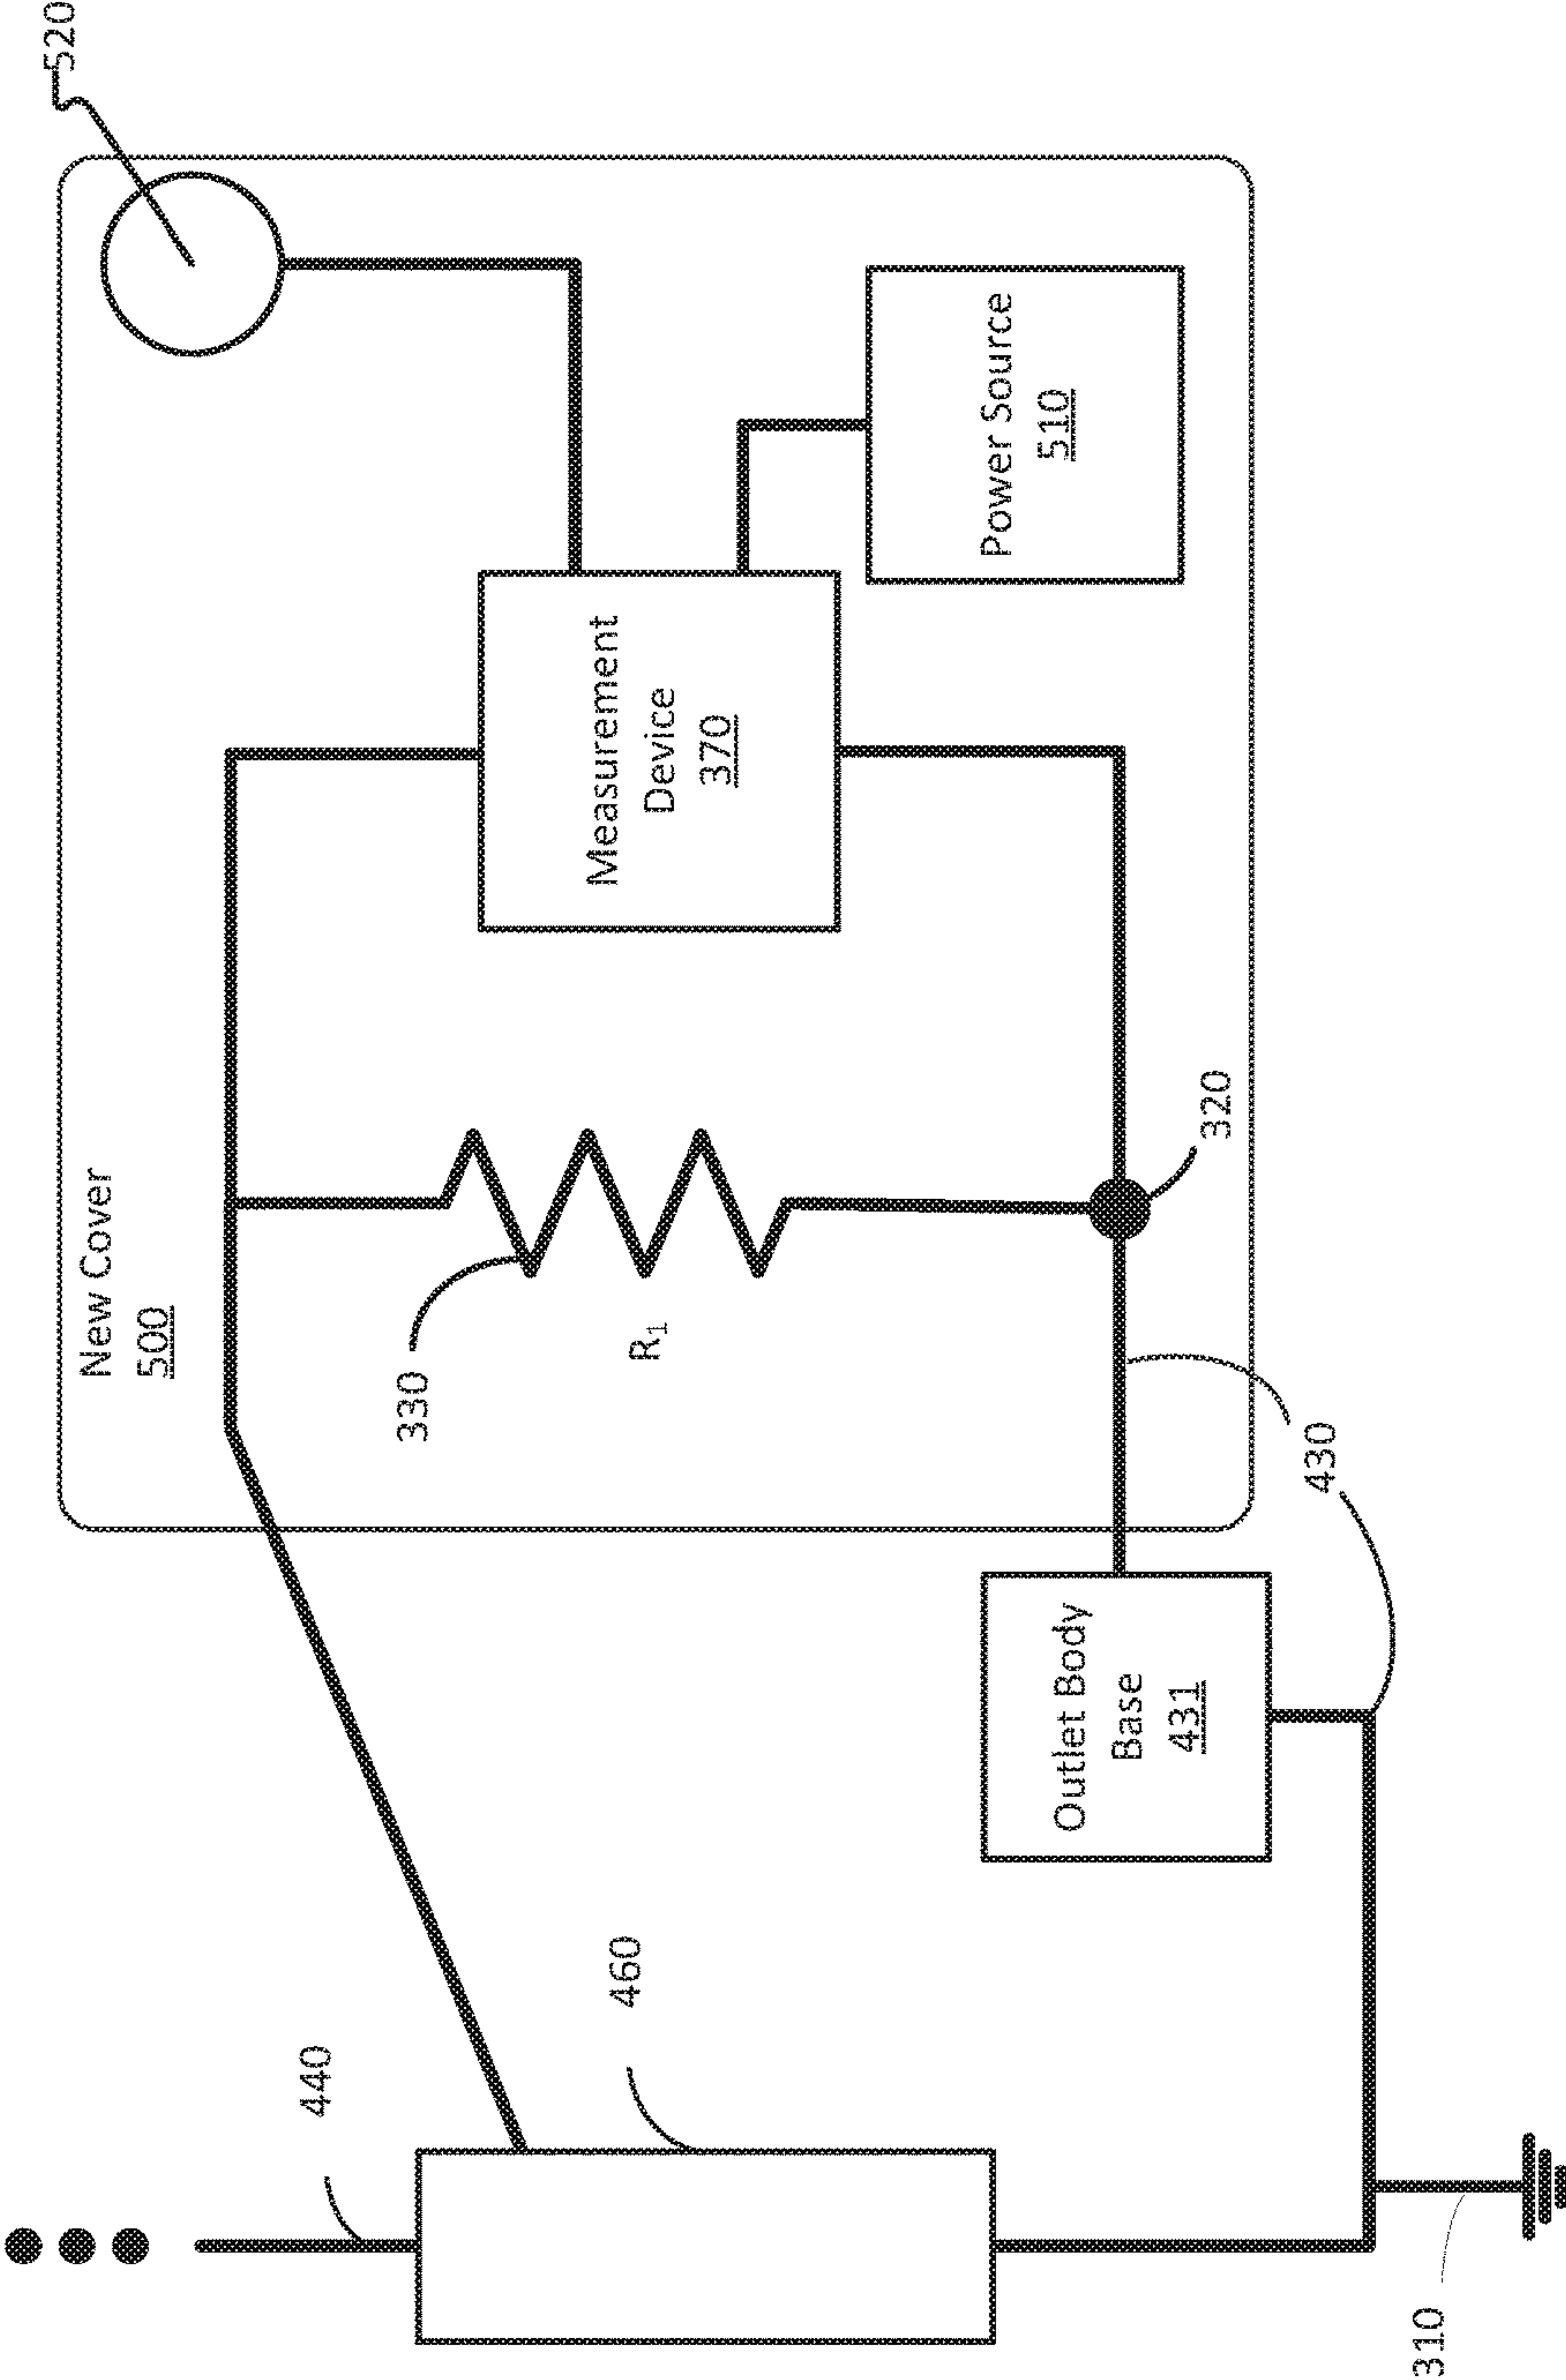 440
460
310
Outlet Body
Base
431
430
New Cover
500
330
R₁
320
Measurement
Device
370
Power Source
510
520